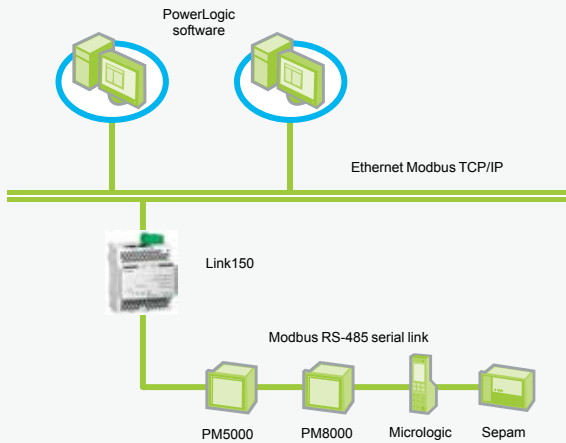 PowerLogic
software
Ethernet Modbus TCP/IP
Link150
Modbus RS-485 serial link
PM5000
PM8000
Micrologic
Sepam